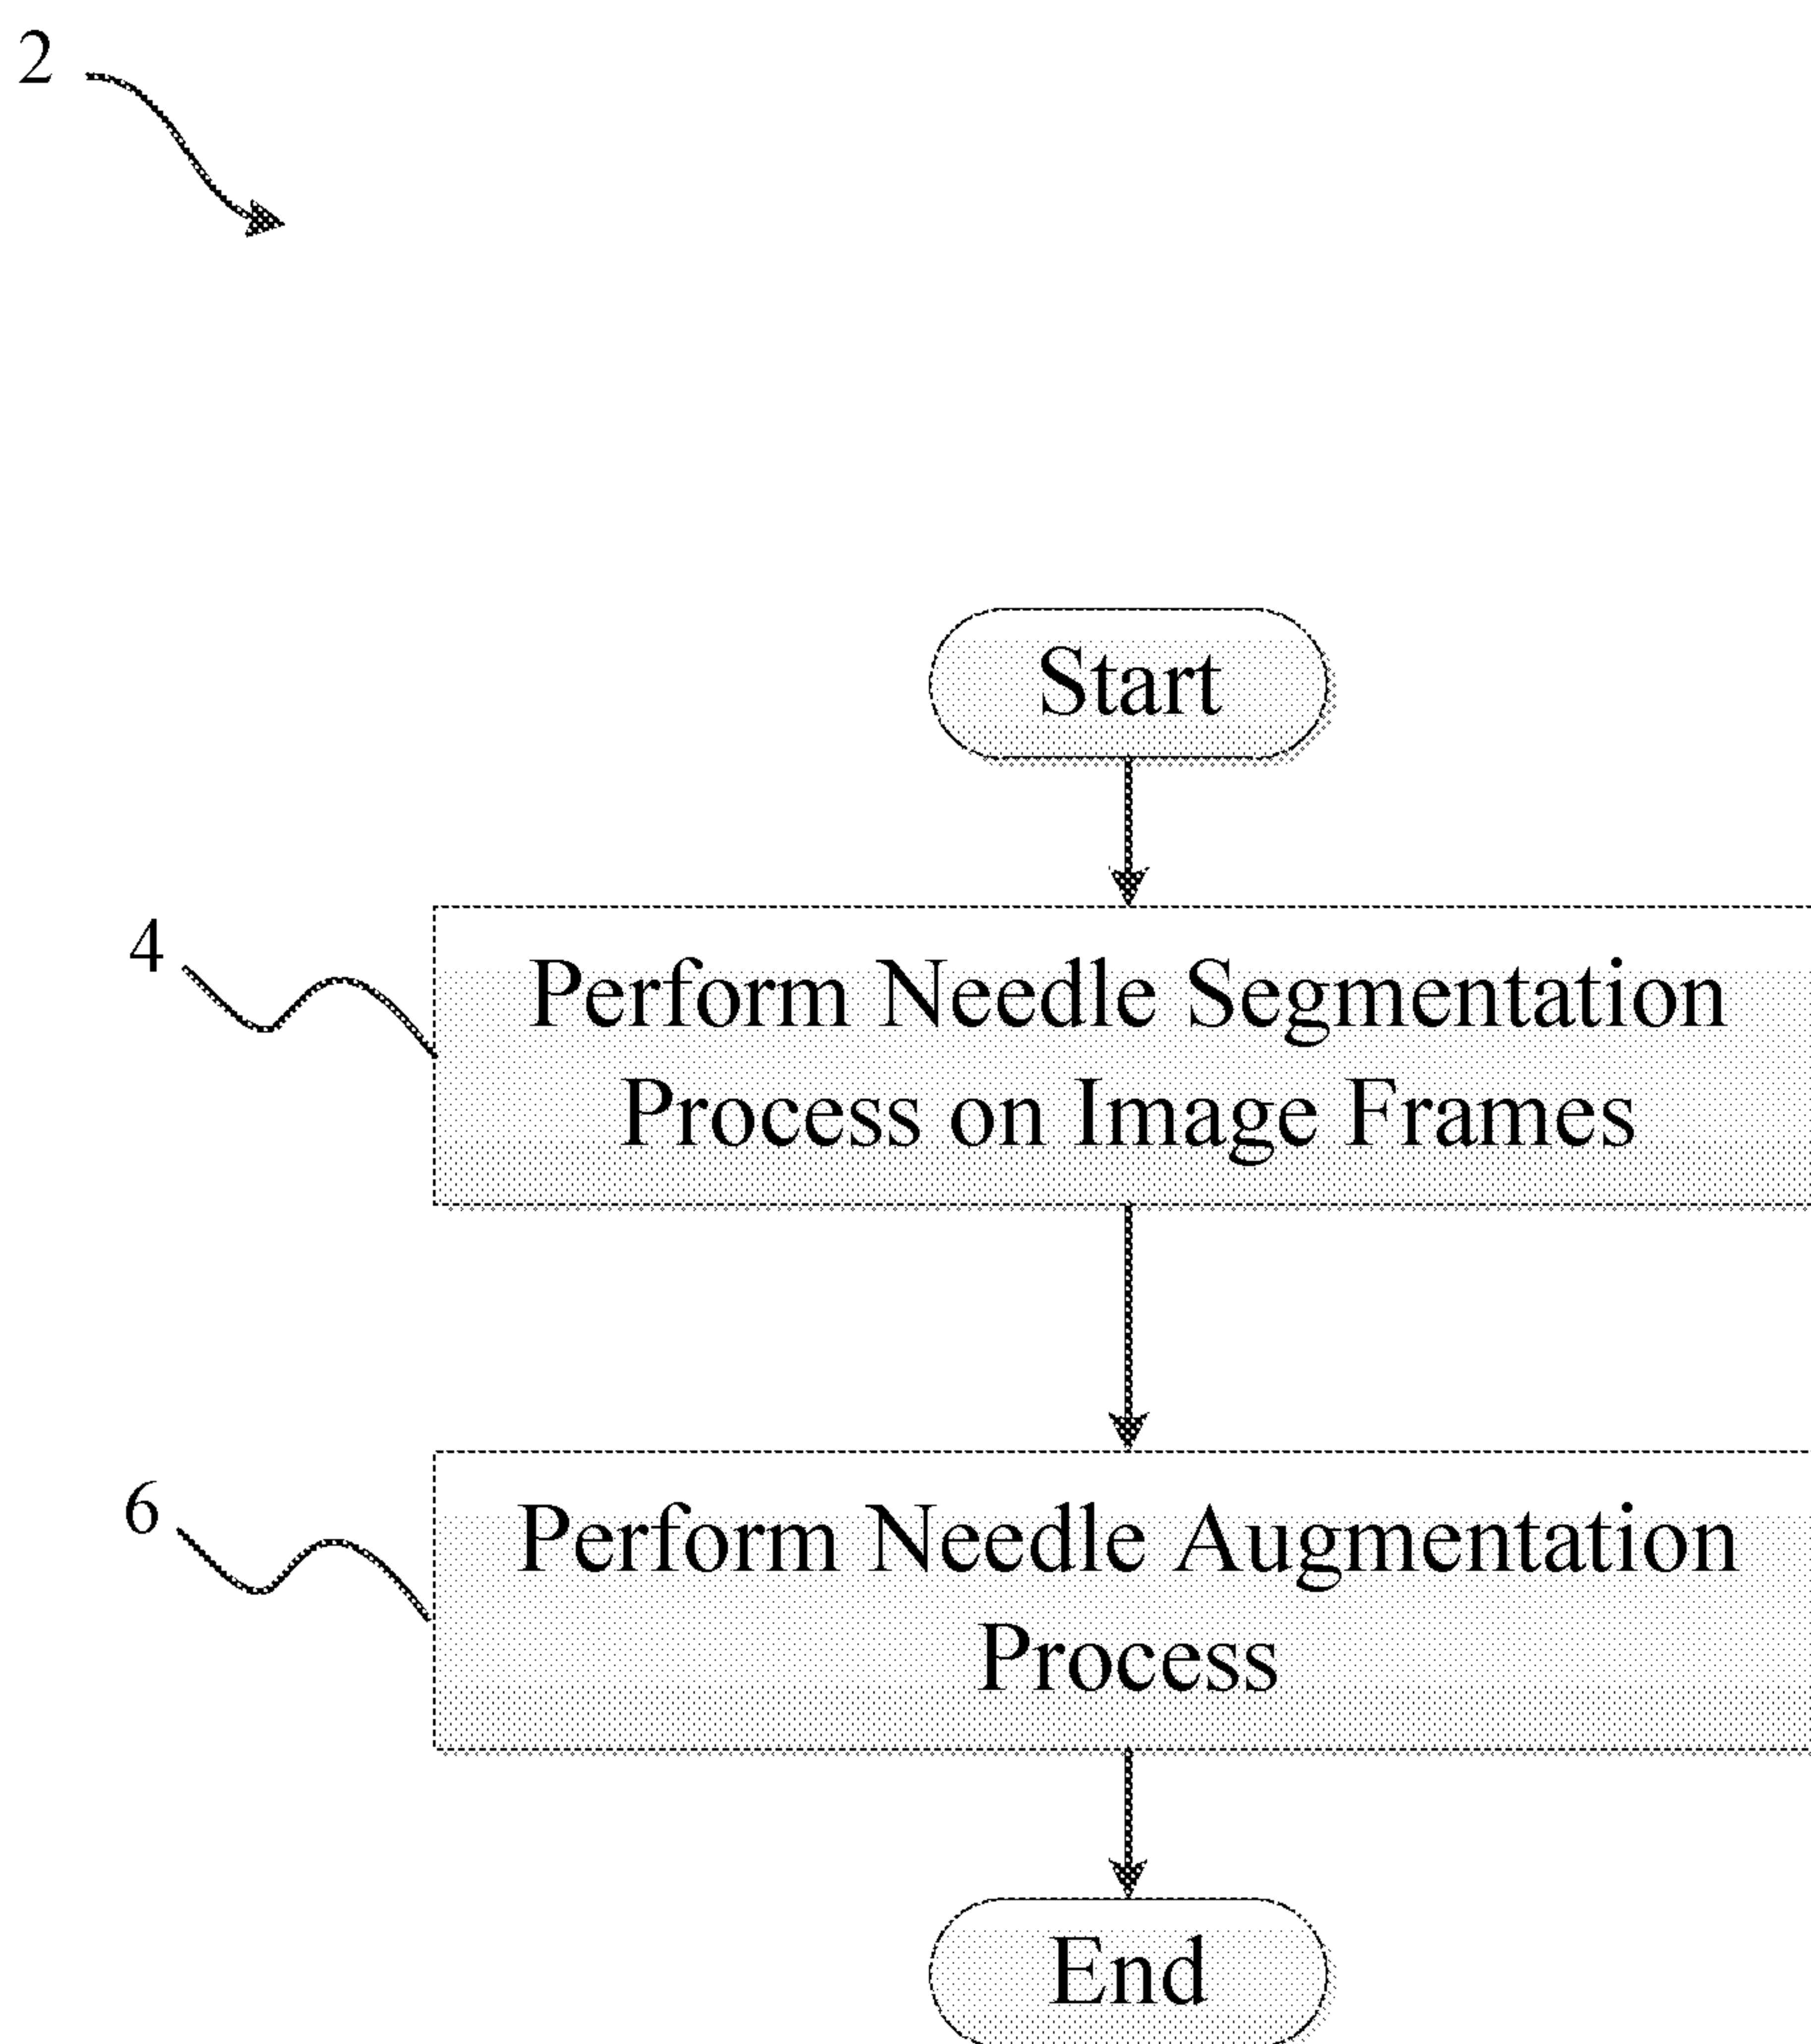 2
Start
4
Perform Needle Segmentation
Process on Image Frames
6
Perform Needle Augmentation
Process
End